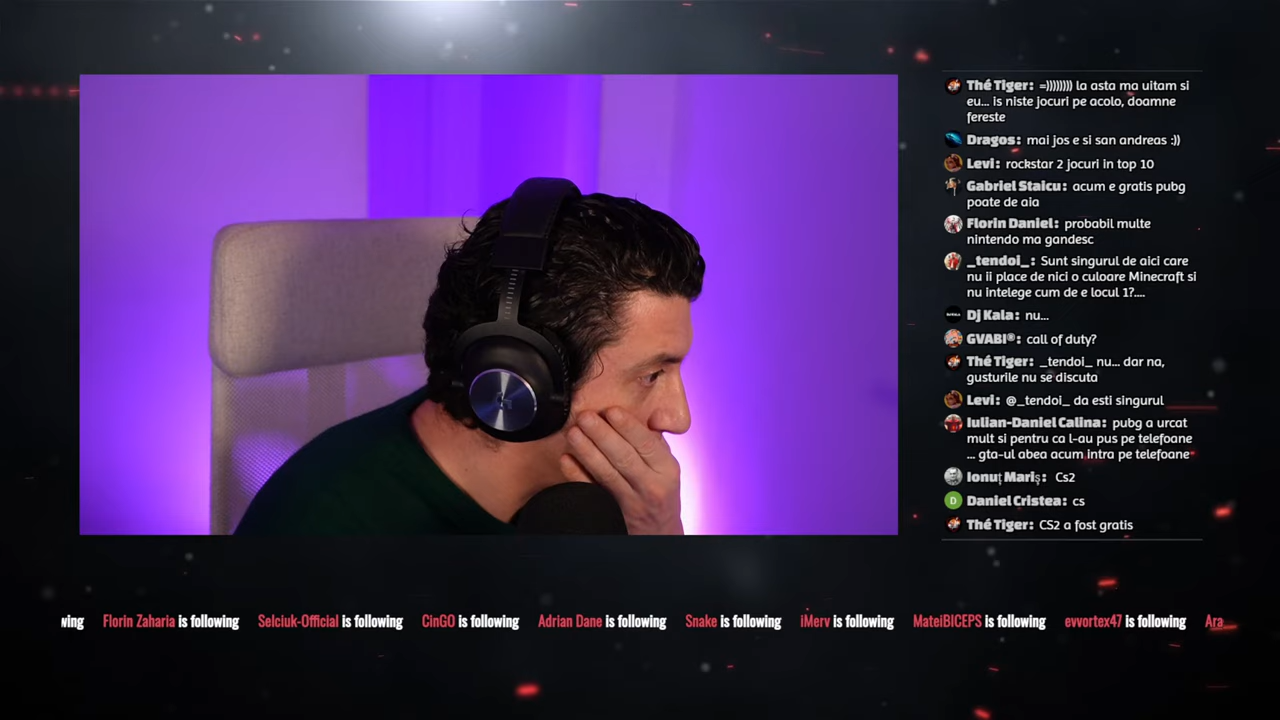 Thé Tiger: =)))))))) la asta ma uitam si
eu... is niste jocuri pe acolo, doamne
fereste
Dragos: mai jos e si san andreas :))
Levi: rockstar 2 jocuri in top 10
Gabriel Staicu: acum e gratis pubg
poate de aia
Florin Daniel: probabil multe
nintendo ma gandesc
_tendoi_: Sunt singurul de aici care
nu ii place de nici o culoare Minecraft si
nu intelege cum de e locul 1?....
Dj Kala: nu...
GVABI®: call of duty?
Thé Tiger: _tendoi_ nu... dar na,
gusturile nu se discuta
Levi: @_tendoi_ da esti singurul
Iulian-Daniel Calina: pubg a urcat
mult si pentru ca l-au pus pe telefoane
... gta-ul abea acum intra pe telefoane
Ionuț Mariș: Cs2
D Daniel Cristea: cs
Thé Tiger: CS2 a fost gratis
wing Florin Zaharia is following Selciuk-Official is following CinGO is following Adrian Dane is following Snake is following iMerv is following MateiBICEPS is following evvortex47 is following Ara